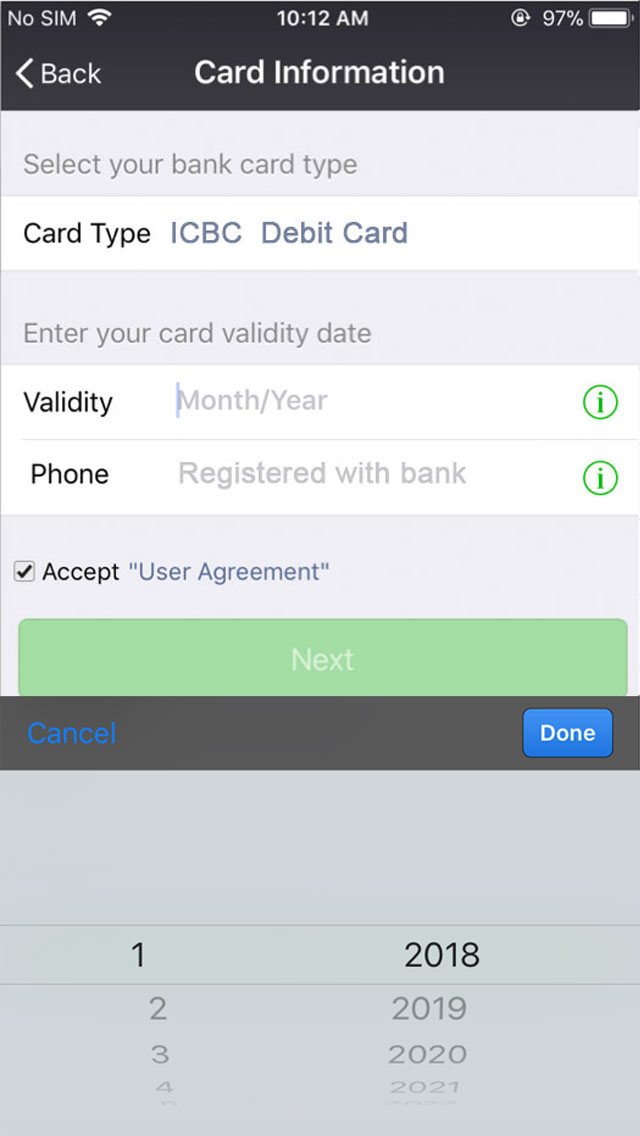 No SIM 10:12 AM 97%
Back Card Information
Select your bank card type
Card Type ICBC Debit Card
Enter your card validity date
Validity Month/Year
Phone Registered with bank
Accept "User Agreement"
Next
Cancel Done
1 2018
2 2019
3 2020
4 2021